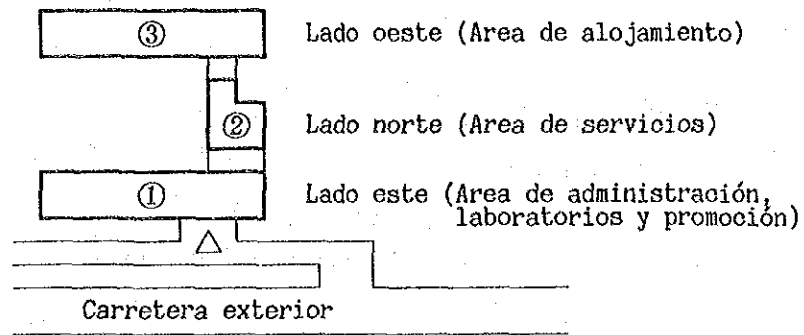 ③ Lado oeste (Area de alojamiento)
② Lado norte (Area de servicios)
① Lado este (Area de administración,
laboratorios y promoción)
Carretera exterior